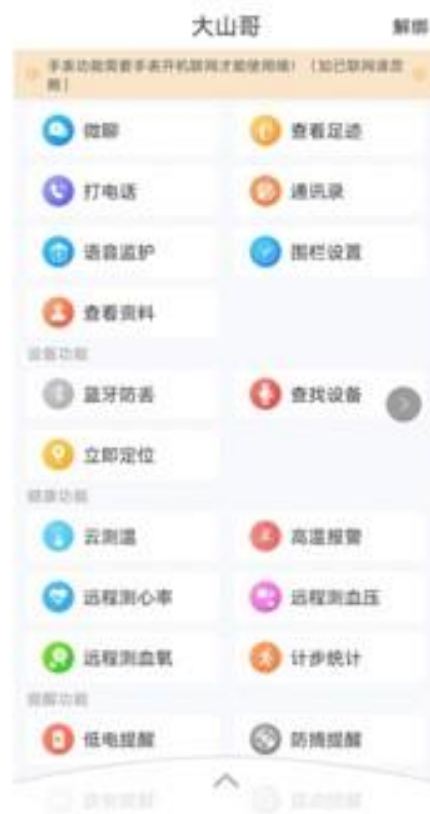 大山哥 解绑
手表功能需要手表开机联网才能使用哦！（如已联网请忽
略）
微聊 查看足迹
打电话 通讯录
语音监护 围栏设置
查看资料
设备功能
蓝牙防丢 查找设备
立即定位
健康功能
云测温 高温报警
远程测心率 远程测血压
远程测血氧 计步统计
提醒功能
低电提醒 防摘提醒